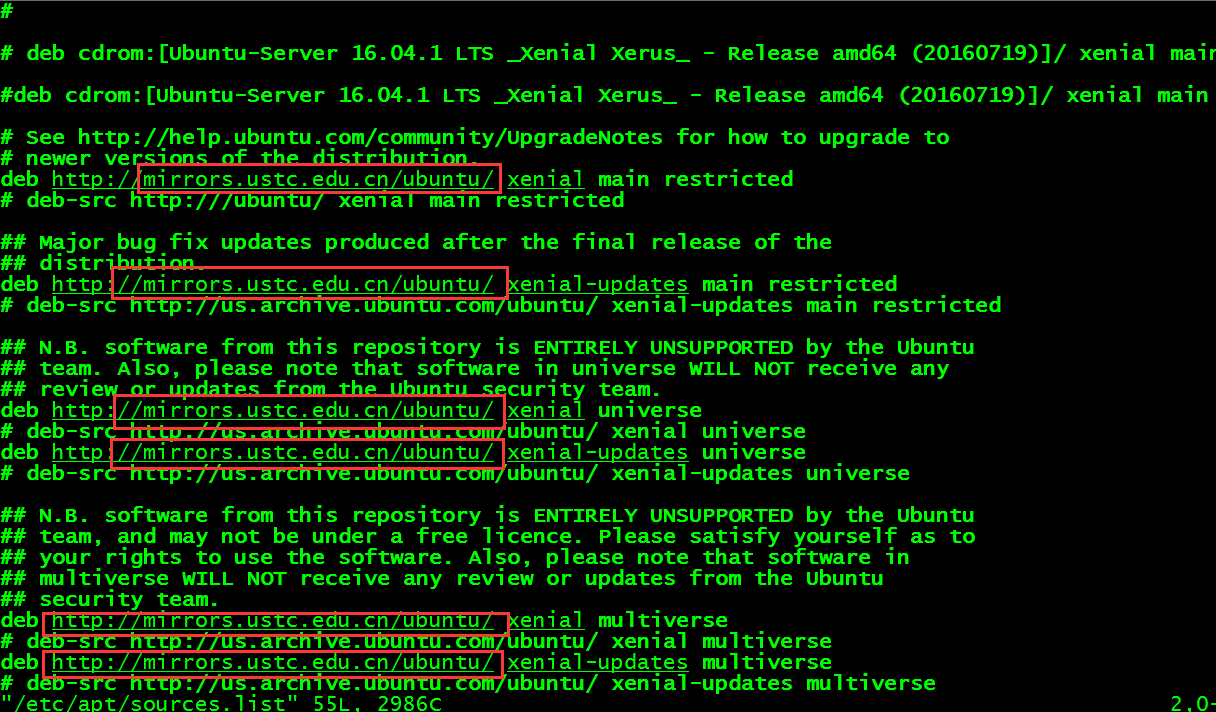 #
# deb cdrom:[Ubuntu-Server 16.04.1 LTS _Xenial Xerus_ - Release amd64 (20160719)]/ xenial main
#deb cdrom:[Ubuntu-Server 16.04.1 LTS _Xenial Xerus_ - Release amd64 (20160719)]/ xenial main
# See http://help.ubuntu.com/community/UpgradeNotes for how to upgrade to
# newer versions of the distribution.
deb http://mirrors.ustc.edu.cn/ubuntu/ xenial main restricted
# deb-src http:///ubuntu/ xenial main restricted
## Major bug fix updates produced after the final release of the
## distribution.
deb http://mirrors.ustc.edu.cn/ubuntu/ xenial-updates main restricted
# deb-src http://us.archive.ubuntu.com/ubuntu/ xenial-updates main restricted
## N.B. software from this repository is ENTIRELY UNSUPPORTED by the Ubuntu
## team. Also, please note that software in universe WILL NOT receive any
## review or updates from the Ubuntu security team.
deb http://mirrors.ustc.edu.cn/ubuntu/ xenial universe
# deb-src http://us.archive.ubuntu.com/ubuntu/ xenial universe
deb http://mirrors.ustc.edu.cn/ubuntu/ xenial-updates universe
# deb-src http://us.archive.ubuntu.com/ubuntu/ xenial-updates universe
## N.B. software from this repository is ENTIRELY UNSUPPORTED by the Ubuntu
## team, and may not be under a free licence. Please satisfy yourself as to
## your rights to use the software. Also, please note that software in
## multiverse WILL NOT receive any review or updates from the Ubuntu
## security team.
deb http://mirrors.ustc.edu.cn/ubuntu/ xenial multiverse
# deb-src http://us.archive.ubuntu.com/ubuntu/ xenial multiverse
deb http://mirrors.ustc.edu.cn/ubuntu/ xenial-updates multiverse
# deb-src http://us.archive.ubuntu.com/ubuntu/ xenial-updates multiverse
"/etc/apt/sources.list" 55L, 2986C 2,0-